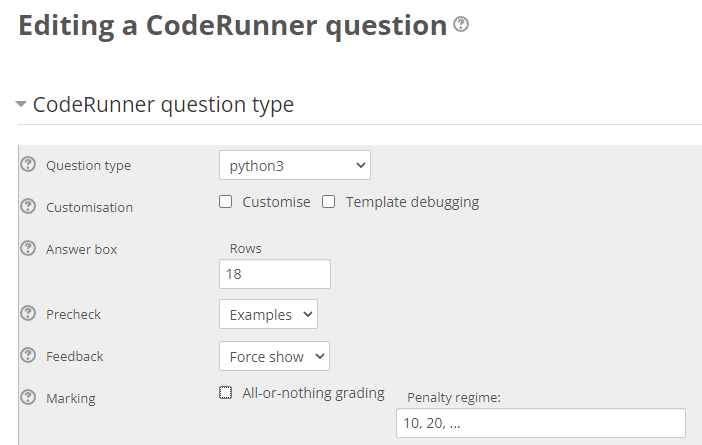 Editing a CodeRunner question
CodeRunner question type
Question type python3
Customisation Customise Template debugging
Answer box Rows
18
Precheck Examples
Feedback Force show
Marking All-or-nothing grading Penalty regime:
10, 20, ...